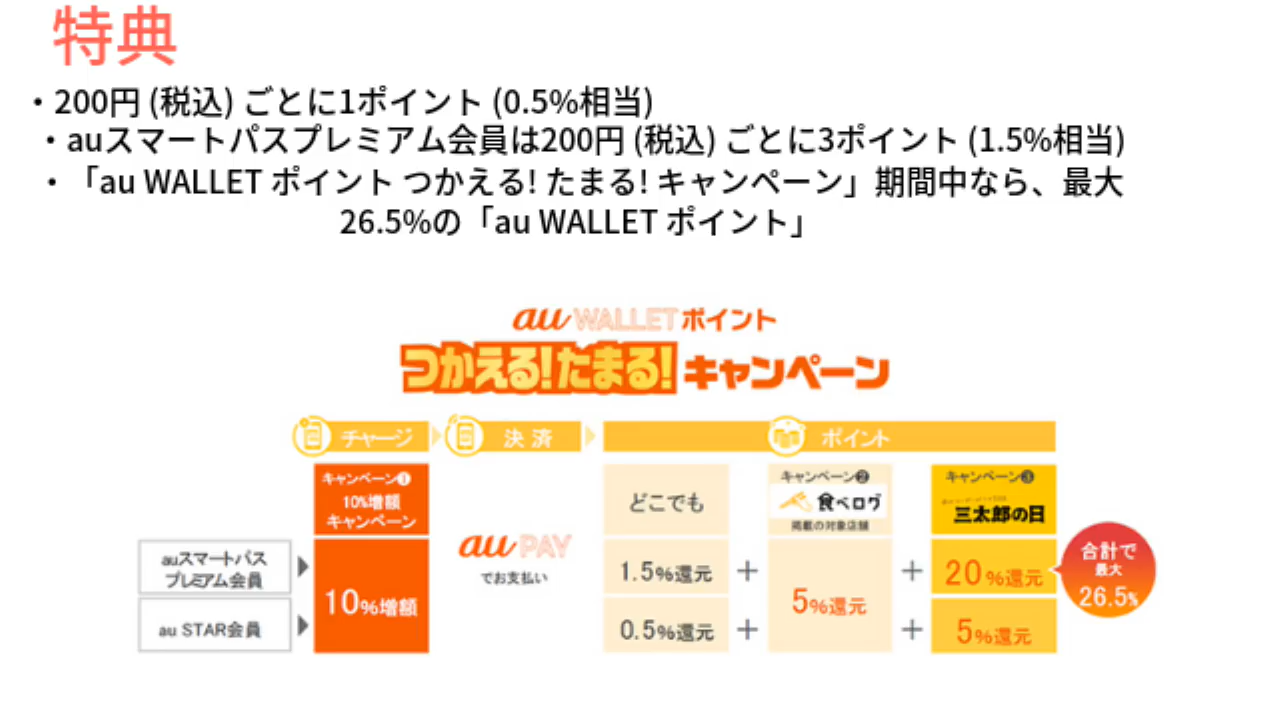 特典
・200円 (税込) ごとに1ポイント (0.5%相当)
・auスマートパスプレミアム会員は200円 (税込) ごとに3ポイント (1.5%相当)
・「au WALLET ポイント つかえる! たまる! キャンペーン」期間中なら、最大
26.5%の「au WALLET ポイント」
au WALLET ポイント
つかえる!たまる! キャンペーン
チャージ
決済
ポイント
キャンペーン❶
10%増額
キャンペーン
どこでも
キャンペーン❷
食べログ
掲載の対象店舗
キャンペーン❸
三太郎の日
auスマートパス
プレミアム会員
au STAR会員
10%増額
au PAY
でお支払い
1.5%還元
+
5%還元
+
20%還元
0.5%還元
+
+
5%還元
合計で
最大
26.5%